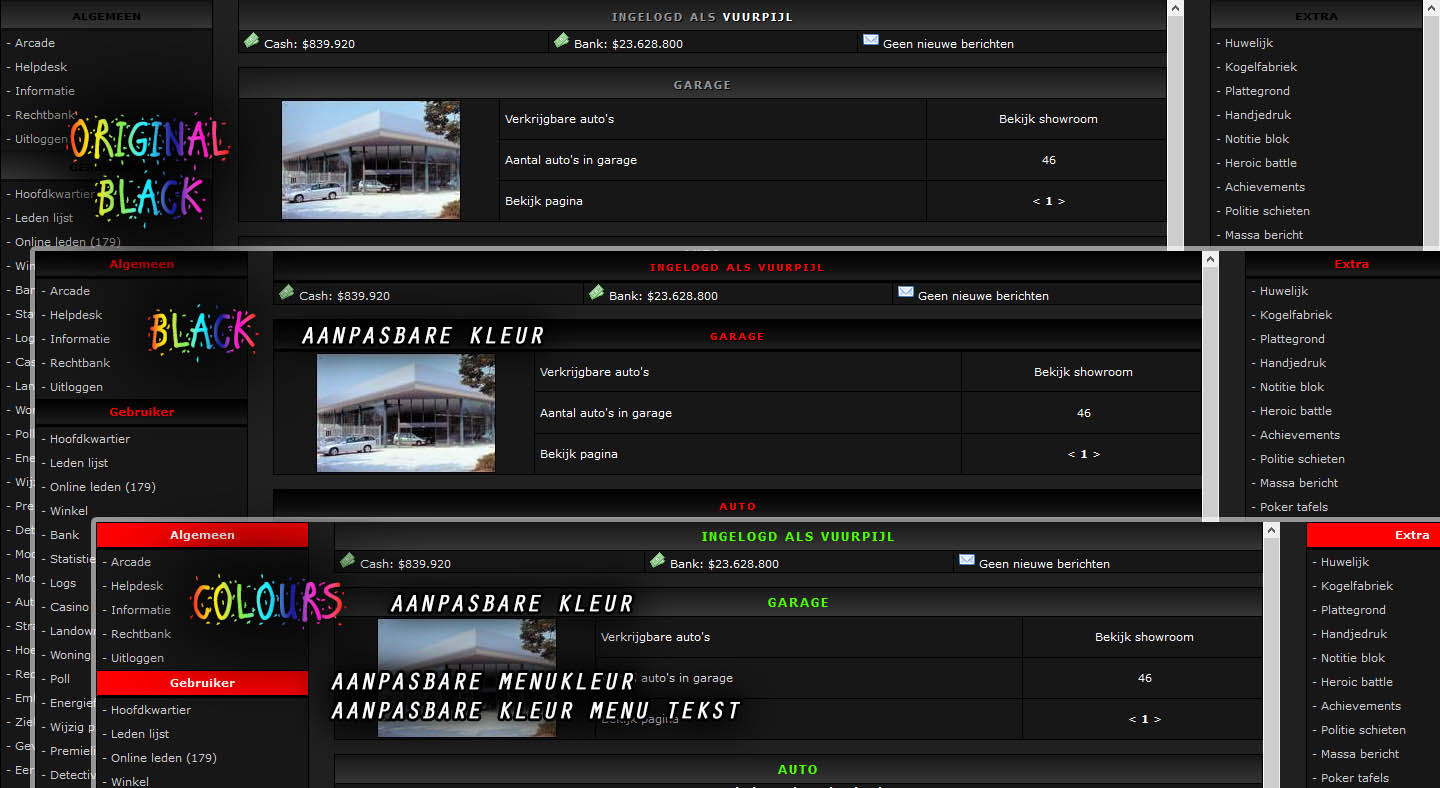 ALGEMEEN
- Arcade
- Helpdesk
- Informatie
- Rechtbank
- Uitloggen
ORIGINAL
BLACK
- Hoofdkwartier
- Leden lijst
- Online leden (179)
INGELOGD ALS VUURPIJL
Cash: $839.920
Bank: $23.628.800
Geen nieuwe berichten
GARAGE
Verkrijgbare auto's
Bekijk showroom
Aantal auto's in garage
46
Bekijk pagina
< 1 >
EXTRA
- Huwelijk
- Kogelfabriek
- Plattegrond
- Handjedruk
- Notitie blok
- Heroic battle
- Achievements
- Politie schieten
- Massa bericht
Algemeen
- Arcade
- Helpdesk
- Informatie
- Rechtbank
- Uitloggen
BLACK
Gebruiker
- Hoofdkwartier
- Leden lijst
- Online leden (179)
- Winkel
- Bank
- Statistie
- Logs
- Casino
- Landow
- Woning
- Poll
- Energie
- Wijzig p
- Premieli
- Detectiv
INGELOGD ALS VUURPIJL
Cash: $839.920
Bank: $23.628.800
Geen nieuwe berichten
AANPASBARE KLEUR
GARAGE
Verkrijgbare auto's
Bekijk showroom
Aantal auto's in garage
46
Bekijk pagina
< 1 >
AUTO
Extra
- Huwelijk
- Kogelfabriek
- Plattegrond
- Handjedruk
- Notitie blok
- Heroic battle
- Achievements
- Politie schieten
- Massa bericht
- Poker tafels
Algemeen
- Arcade
- Helpdesk
- Informatie
- Rechtbank
- Uitloggen
COLOURS
Gebruiker
- Hoofdkwartier
- Leden lijst
- Online leden (179)
- Winkel
INGELOGD ALS VUURPIJL
Cash: $839.920
Bank: $23.628.800
Geen nieuwe berichten
AANPASBARE KLEUR
GARAGE
Verkrijgbare auto's
Bekijk showroom
AANPASBARE MENUKLEUR
auto's in garage
46
AANPASBARE KLEUR MENU TEKST
Bekijk pagina
< 1 >
AUTO
Extra
- Huwelijk
- Kogelfabriek
- Plattegrond
- Handjedruk
- Notitie blok
- Heroic battle
- Achievements
- Politie schieten
- Massa bericht
- Poker tafels